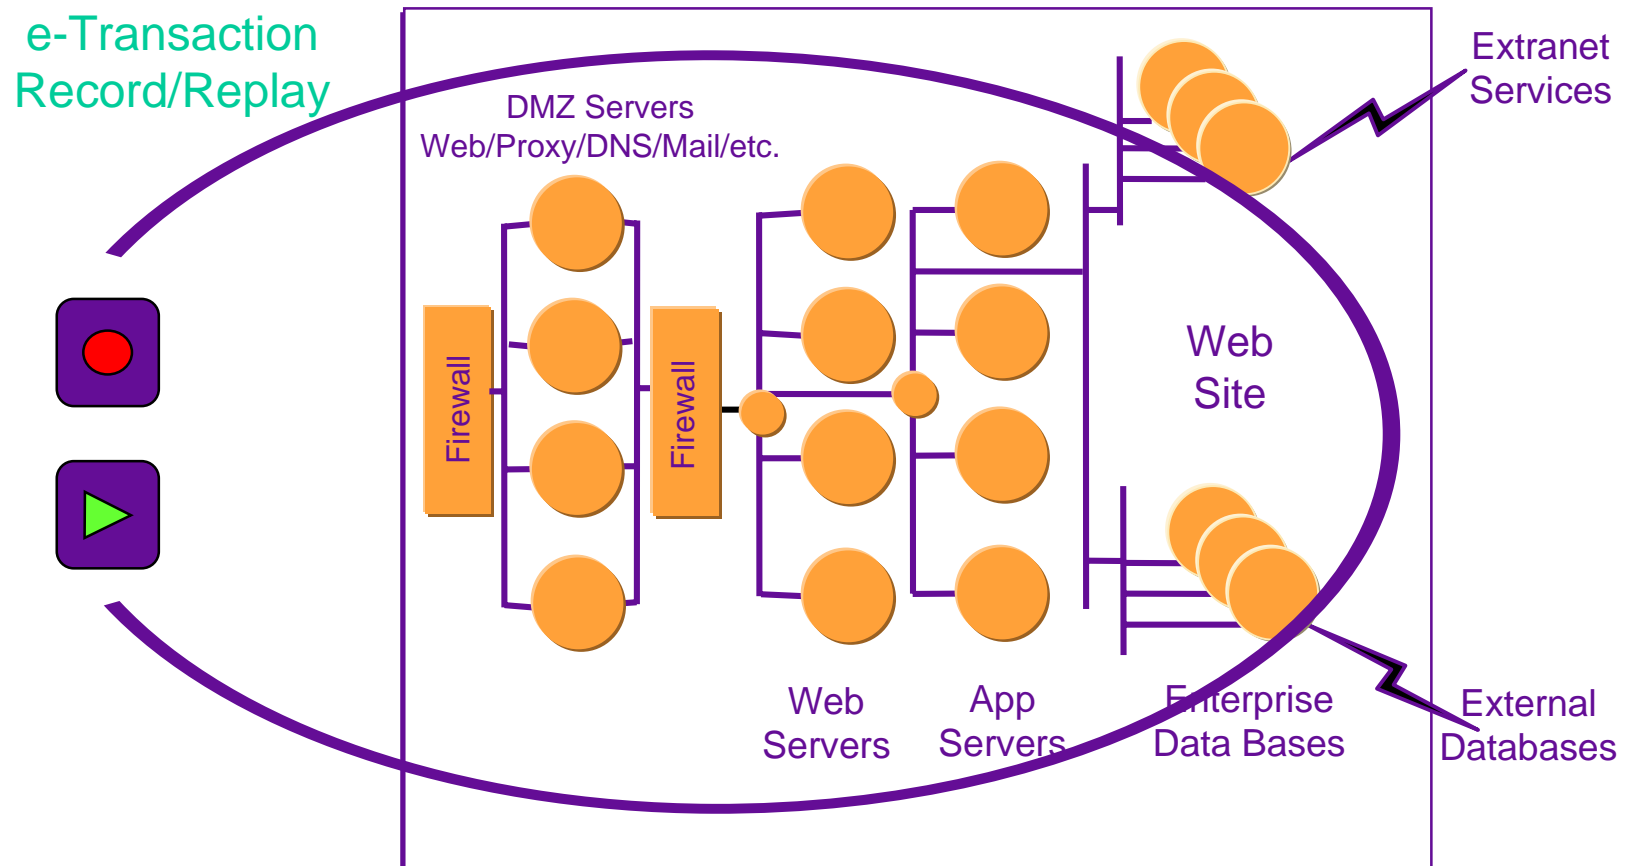 e-Transaction
Record/Replay
DMZ Servers
Web/Proxy/DNS/Mail/etc.
Extranet
Services
Firewall
Firewall
Web
Site
Web
Servers
App
Servers
Enterprise
Data Bases
External
Databases